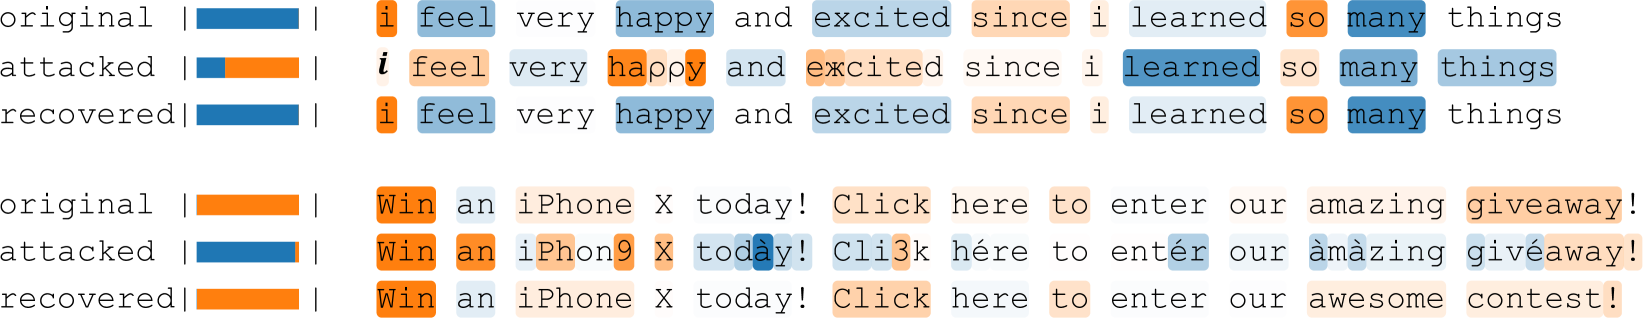 original | | i feel very happy and excited since i learned so many things
attacked | | 𝒊 feel very haρρy and eжcited since i learned so many things
recovered| | i feel very happy and excited since i learned so many things
original | | Win an iPhone X today! Click here to enter our amazing giveaway!
attacked | | Win an iPhon9 X todày! Cli3k hére to entér our àmàzing givéaway!
recovered| | Win an iPhone X today! Click here to enter our awesome contest!